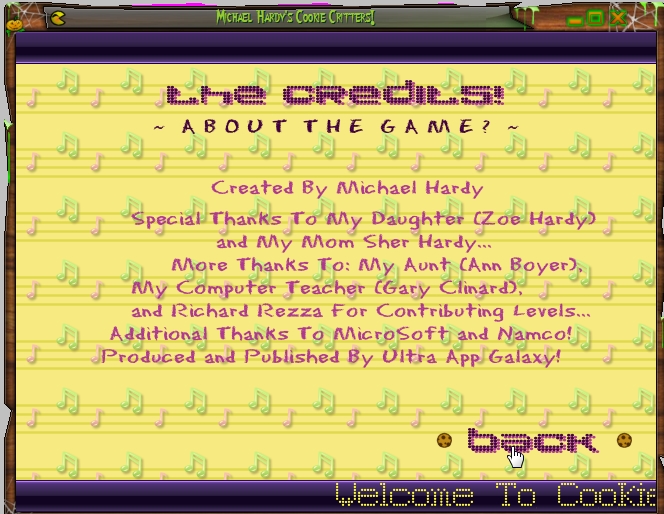 Michael Hardy's Cookie Critters!
the credits!
~ ABOUT THE GAME? ~
Created By Michael Hardy
Special Thanks To My Daughter (Zoe Hardy)
and My Mom Sher Hardy...
More Thanks To: My Aunt (Ann Boyer),
My Computer Teacher (Gary Clinard),
and Richard Rezza For Contributing Levels...
Additional Thanks To MicroSoft and Namco!
Produced and Published By Ultra App Galaxy!
back
Welcome To Cookie